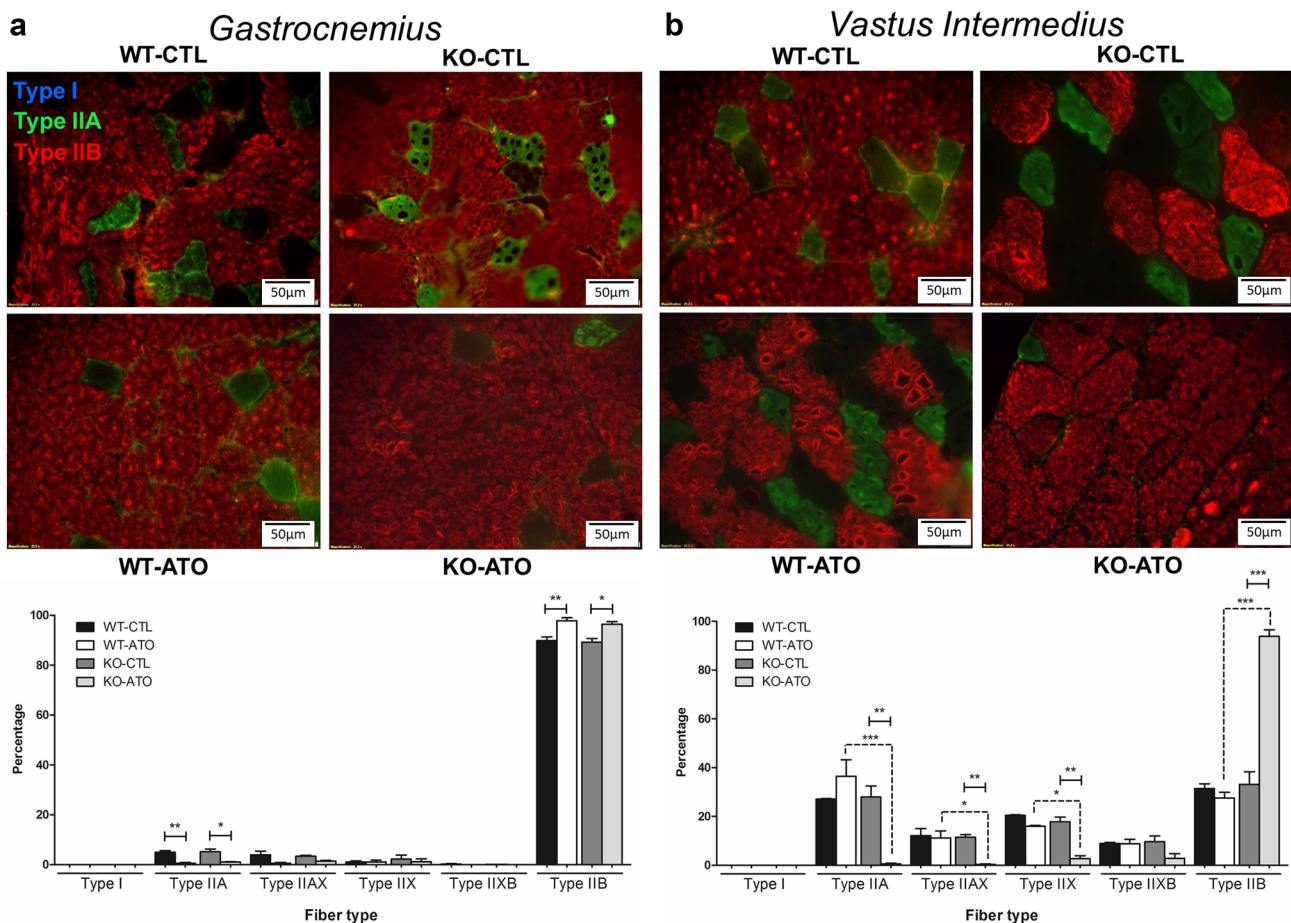 a
Gastrocnemius
WT-CTL
KO-CTL
Type I
Type IIA
Type IIB
50µm
50µm
50µm
50µm
WT-ATO
KO-ATO
**
*
100
80
60
40
20
0
Percentage
WT-CTL
WT-ATO
KO-CTL
KO-ATO
**
*
Type I
Type IIA
Type IIAX
Type IIX
Type IIXB
Type IIB
Fiber type
b
Vastus Intermedius
WT-CTL
KO-CTL
50µm
50µm
50µm
50µm
WT-ATO
KO-ATO
***
***
100
80
60
40
20
0
Percentage
WT-CTL
WT-ATO
KO-CTL
KO-ATO
**
***
**
*
**
*
Type I
Type IIA
Type IIAX
Type IIX
Type IIXB
Type IIB
Fiber type